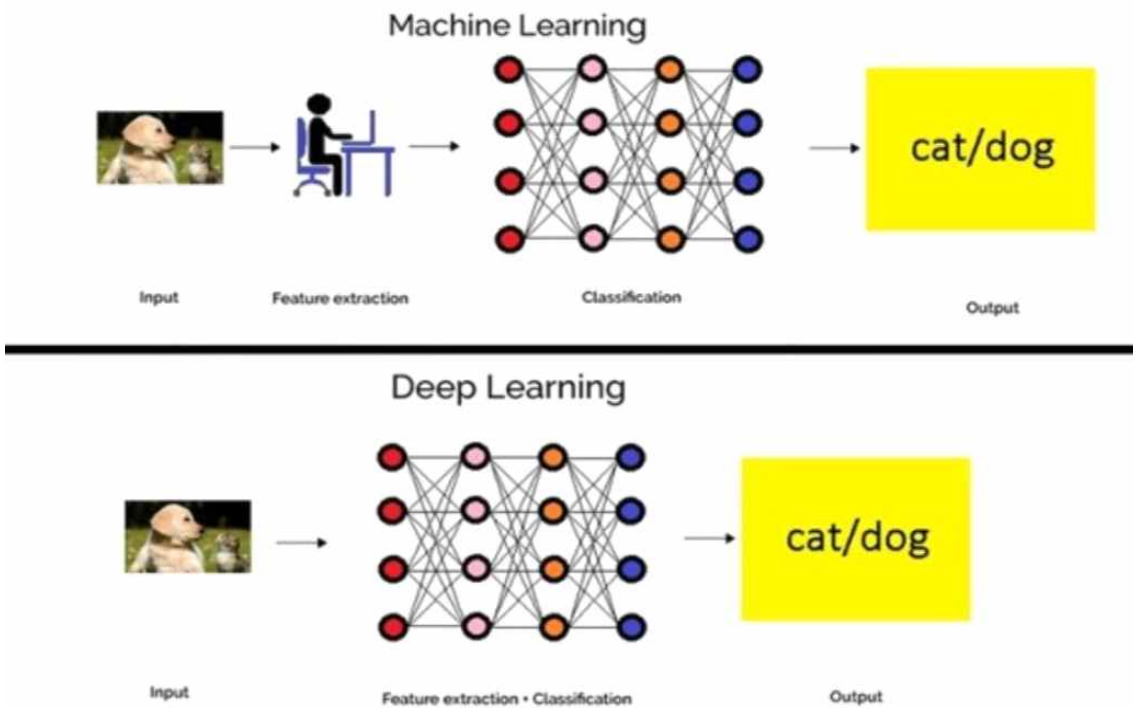 Machine Learning
cat/dog
Input
Feature extraction
Classification
Output
Deep Learning
cat/dog
Input
Feature extraction + Classification
Output